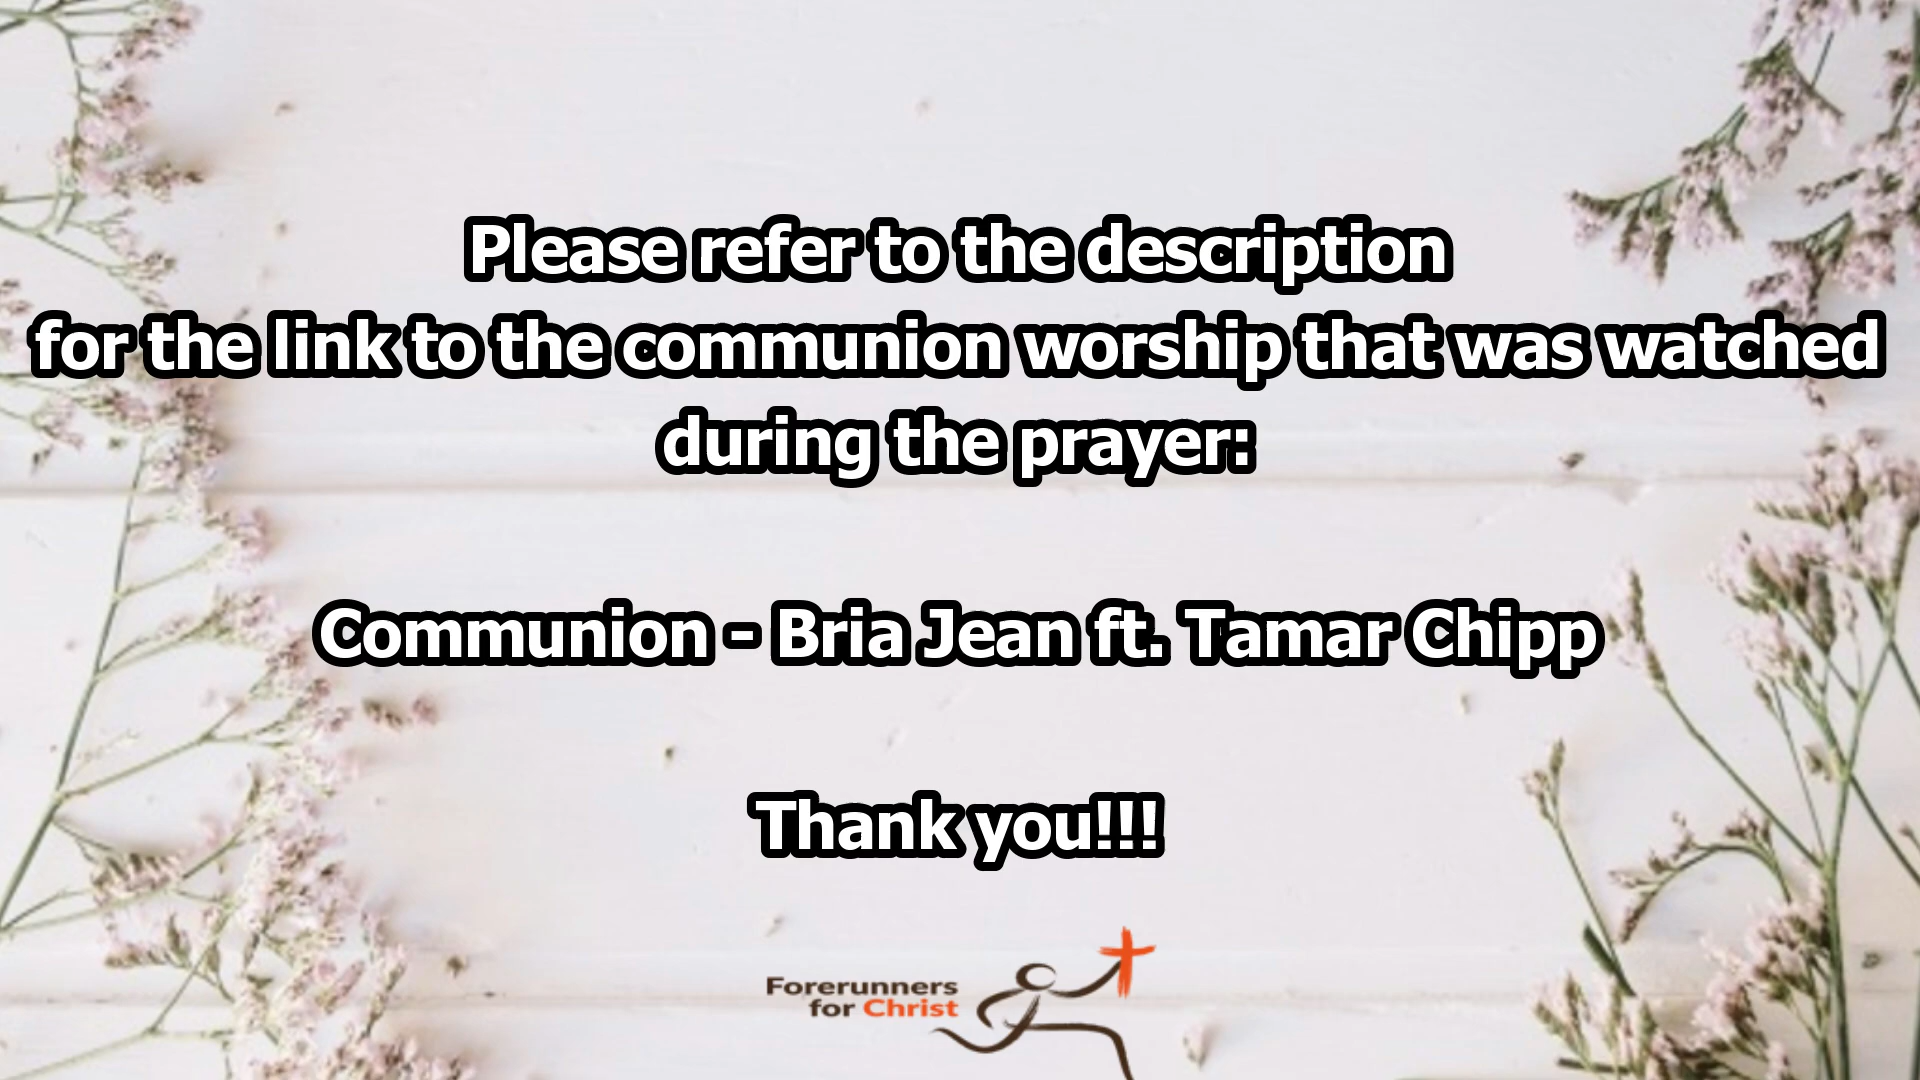 Please refer to the description
for the link to the communion worship that was watched
during the prayer:
Communion - Bria Jean ft. Tamar Chipp
Thank you!!!
Forerunners
for Christ